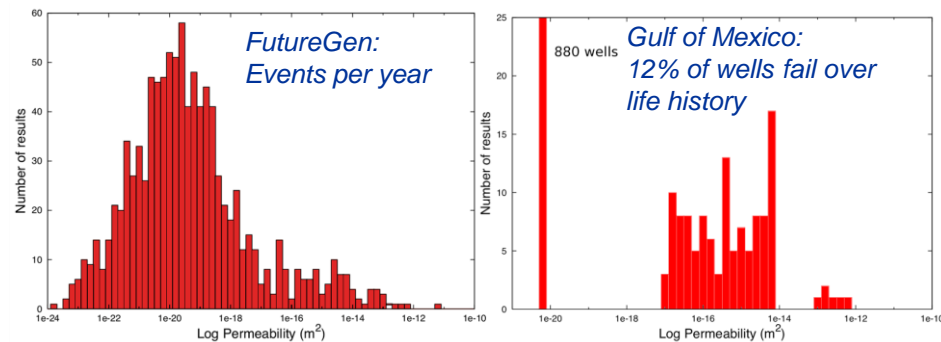 FutureGen:
Events per year
Number of results
60
50
40
30
20
10
0
1e-24
1e-22
1e-20
1e-18
1e-16
1e-14
1e-12
1e-10
Log Permeability (m²)
Gulf of Mexico:
12% of wells fail over
life history
880 wells
Number of results
25
20
15
10
5
0
1e-20
1e-18
1e-16
1e-14
1e-12
1e-10
Log Permeability (m²)